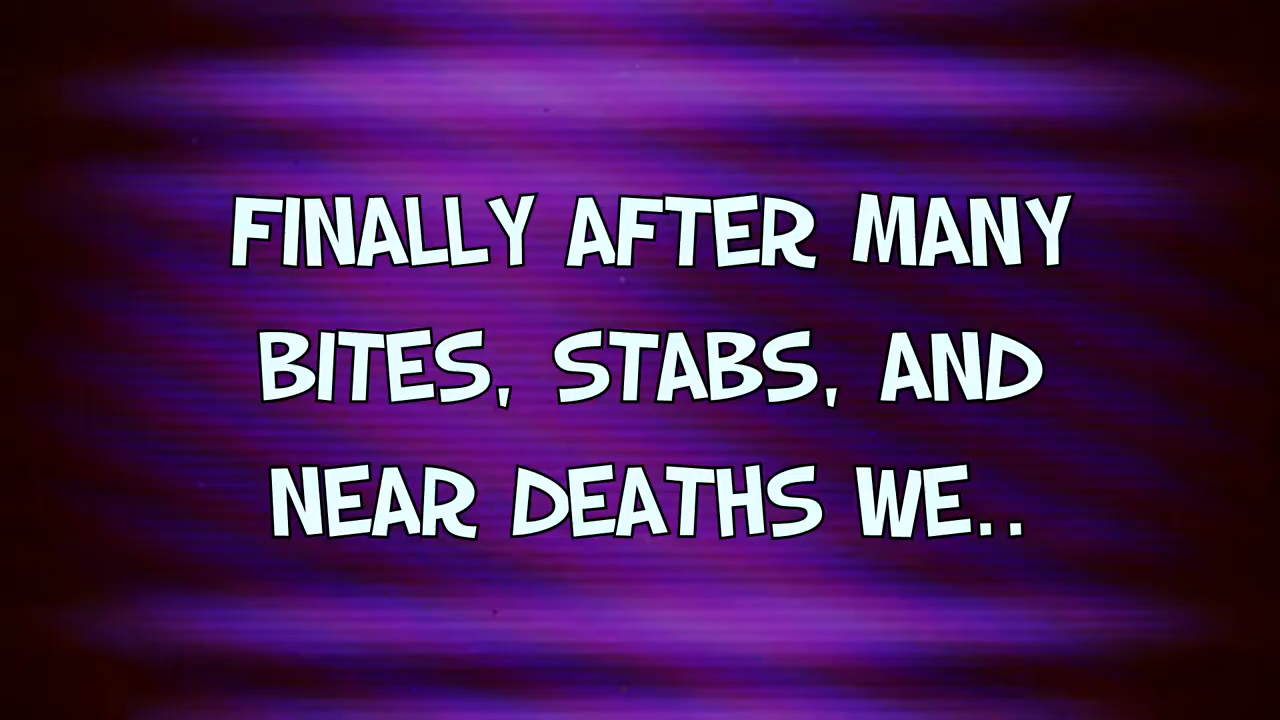 FINALLY AFTER MANY
BITES, STABS, AND
NEAR DEATHS WE..